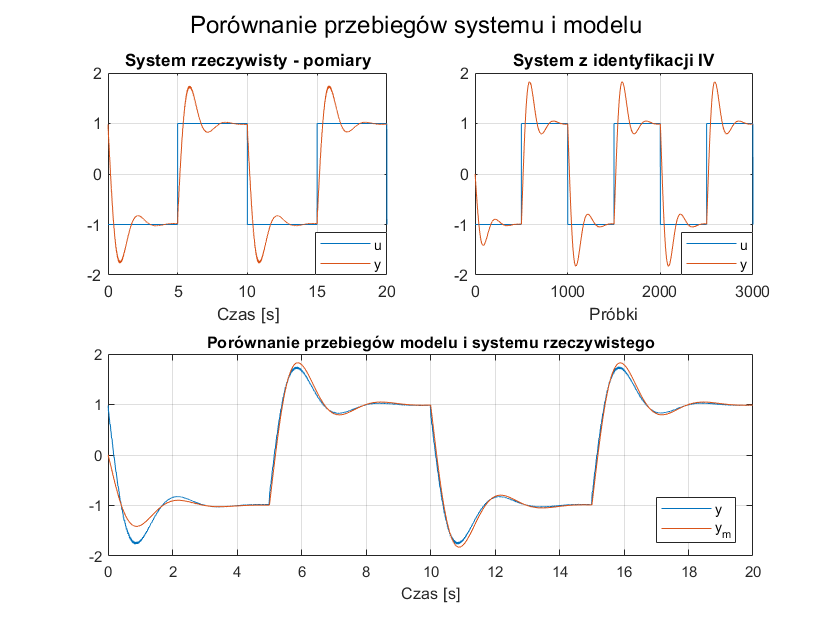 Porównanie przebiegów systemu i modelu
System rzeczywisty - pomiary
2
1
0
-1
-2
0 5 10 15 20
Czas [s]
u
y
System z identyfikacji IV
2
1
0
-1
-2
0 1000 2000 3000
Próbki
u
y
Porównanie przebiegów modelu i systemu rzeczywistego
2
1
0
-1
-2
0 2 4 6 8 10 12 14 16 18 20
Czas [s]
y
y_m